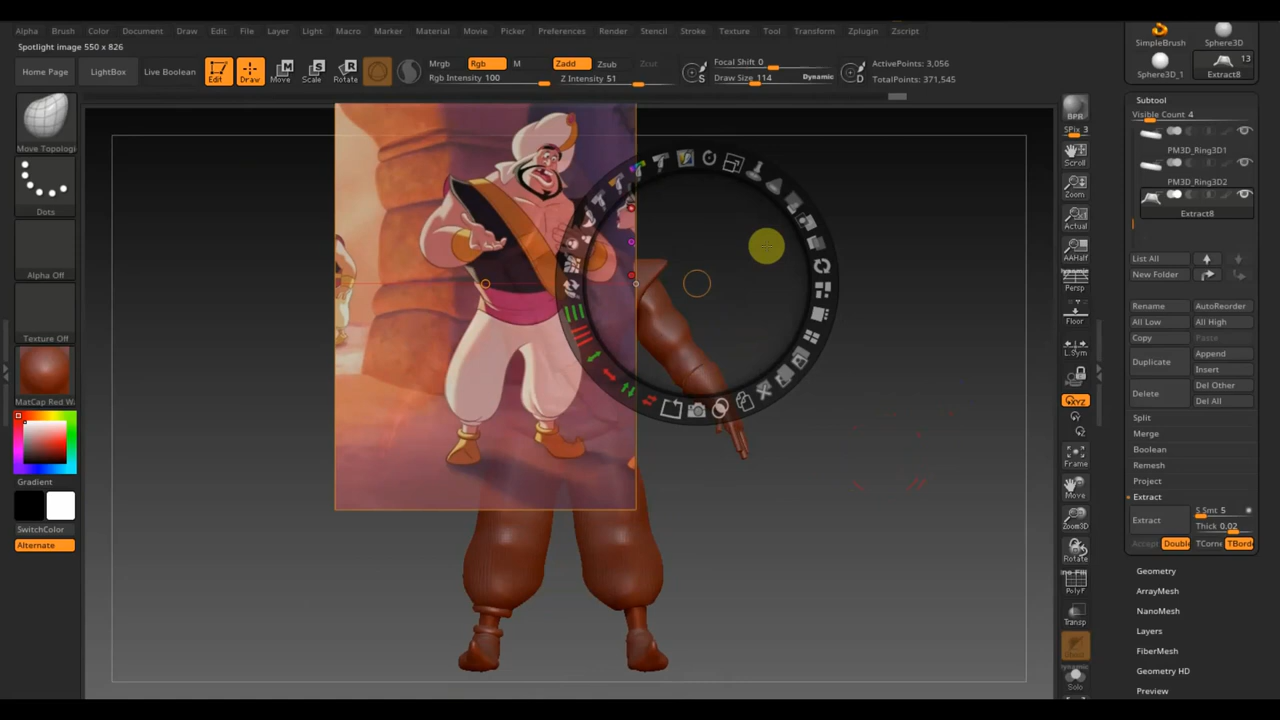 Alpha Brush Color Document Draw Edit File Layer Light Macro Marker Material Movie Picker Preferences Render Stencil Stroke Texture Tool Transform Zplugin Zscript
Spotlight image 550 x 826
Home Page LightBox Live Boolean Edit Draw Move Scale Rotate
Mrgb Rgb M Zadd Zsub Zcut
Rgb Intensity 100 Z Intensity 51
Focal Shift 0
Draw Size 114 Dynamic
ActivePoints: 3,056
TotalPoints: 371,545
S
D
Move Topologi
Dots
Alpha Off
Texture Off
MatCap Red W
Gradient
SwitchColor
Alternate
BPR
SPix 3
Scroll
Zoom
Actual
AAHalf
Dynamic
Persp
Floor
L.Sym
XYZ
Frame
Move
Zoom3D
Rotate
PolyF
Transp
Ghost
Dynamic
Solo
SimpleBrush Sphere3D
13
Sphere3D_1 Extract8
Subtool
Visible Count 4
PM3D_Ring3D1
PM3D_Ring3D2
Extract8
List All
New Folder
Rename AutoReorder
All Low All High
Copy Paste
Duplicate Append
Insert
Delete Del Other
Del All
Split
Merge
Boolean
Remesh
Project
Extract
Extract S Smt 5
Thick 0.02
Accept Double TCorne TBorde
Geometry
ArrayMesh
NanoMesh
Layers
FiberMesh
Geometry HD
Preview